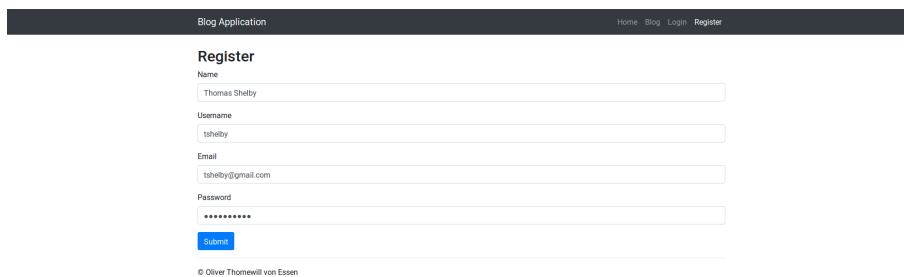 Blog Application Home Blog Login Register
Register
Name
Thomas Shelby
Username
tshelby
Email
tshelby@gmail.com
Password
●●●●●●●●●●
Submit
© Oliver Thornewill von Essen